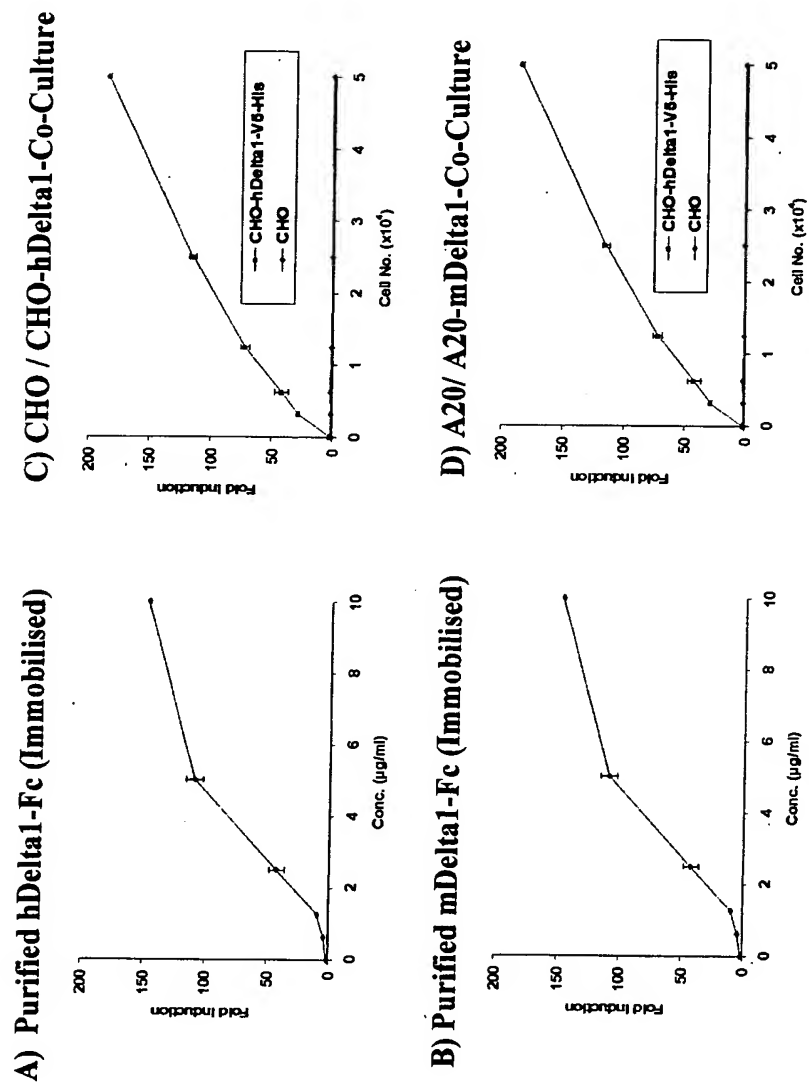 A) Purified hDelta1-Fc (Immobilised)
200
150
100
50
0
Fold Induction
0 2 4 6 8 10
Conc. (µg/ml)
B) Purified mDelta1-Fc (Immobilised)
200
150
100
50
0
Fold Induction
0 2 4 6 8 10
Conc. (µg/ml)
C) CHO / CHO-hDelta1-Co-Culture
200
150
100
50
0
Fold Induction
CHO-hDelta1-V5-His
CHO
0 1 2 3 4 5
Cell No. (x10⁴)
D) A20/ A20-mDelta1-Co-Culture
200
150
100
50
0
Fold Induction
CHO-hDelta1-V5-His
CHO
0 1 2 3 4 5
Cell No. (x10⁴)